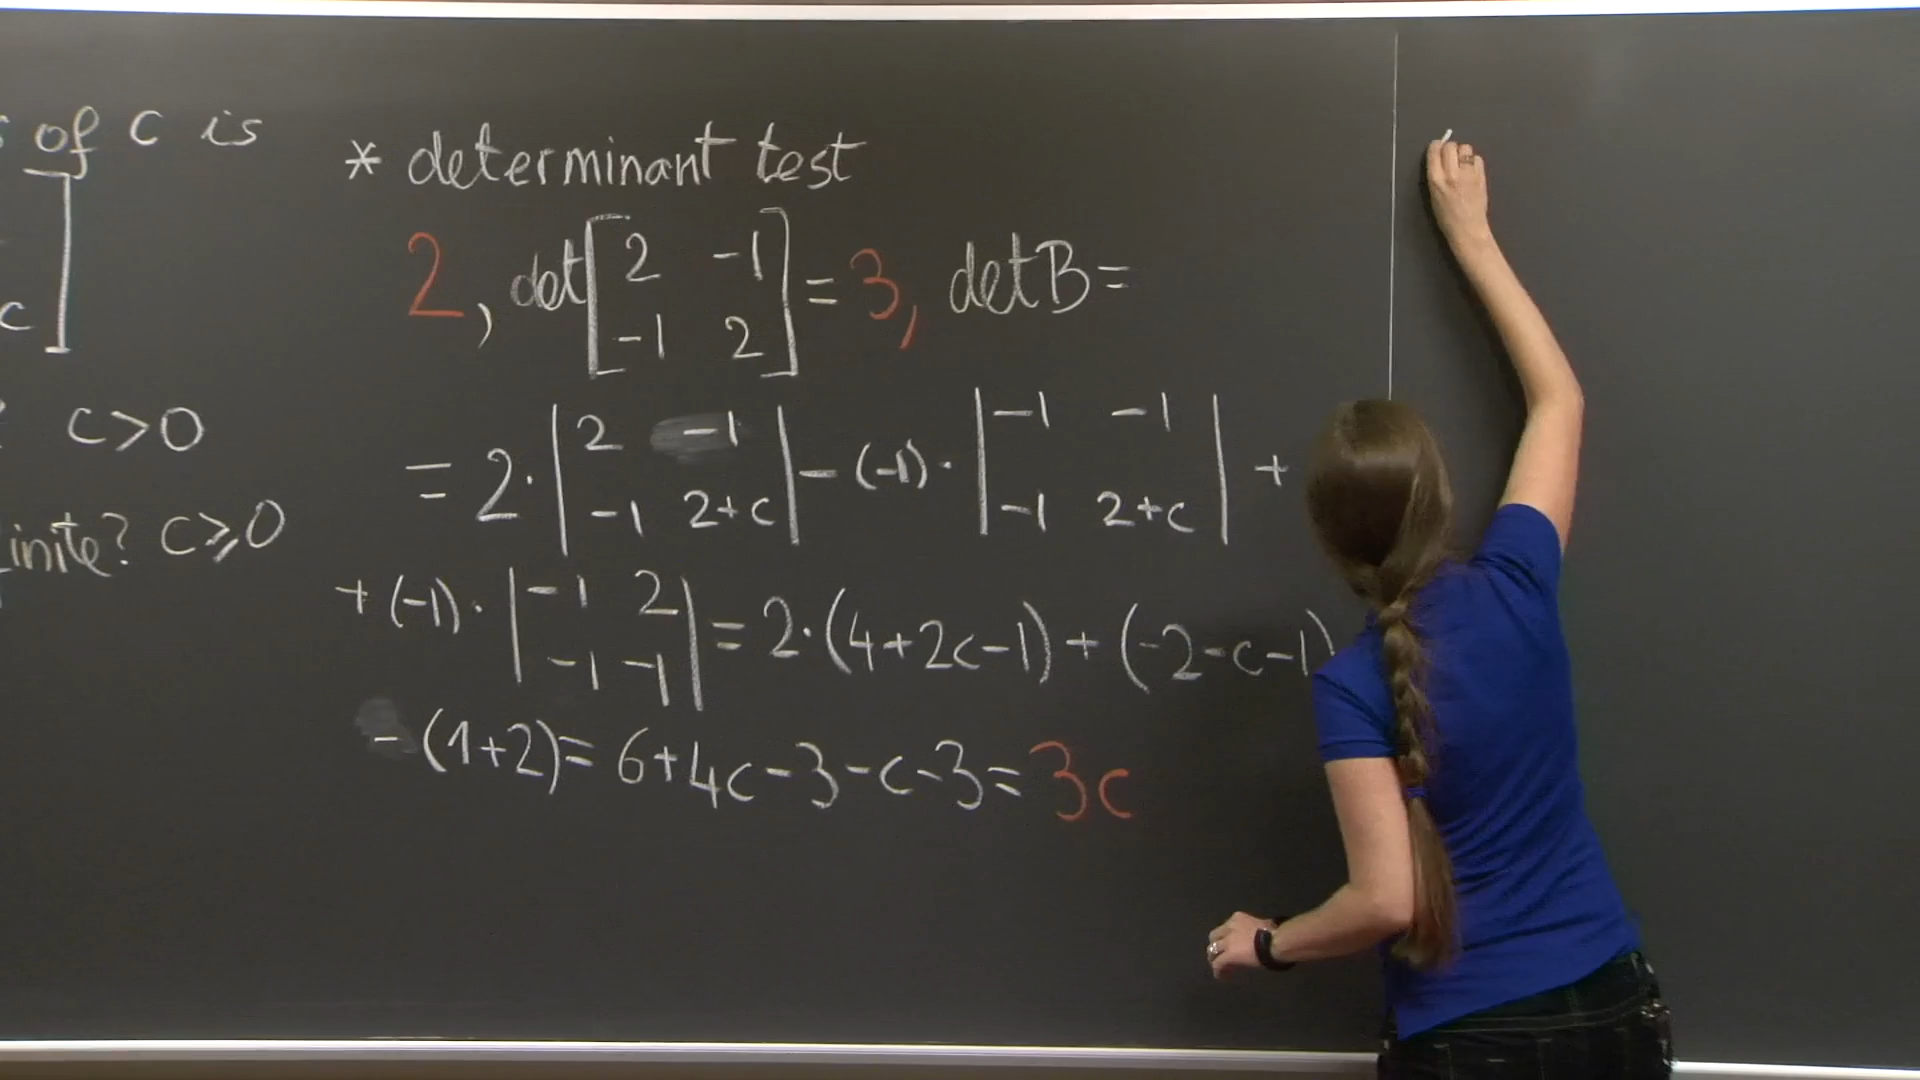 of c is
c
c>0
inite? c≥0
* determinant test
2, det[2 -1
-1 2] = 3, det B =
= 2·|2 -1
-1 2+c| - (-1)·|-1 -1
-1 2+c| +
+ (-1)·|-1 2
-1 -1| = 2·(4+2c-1) + (-2-c-1)
- (1+2) = 6+4c-3-c-3 = 3c